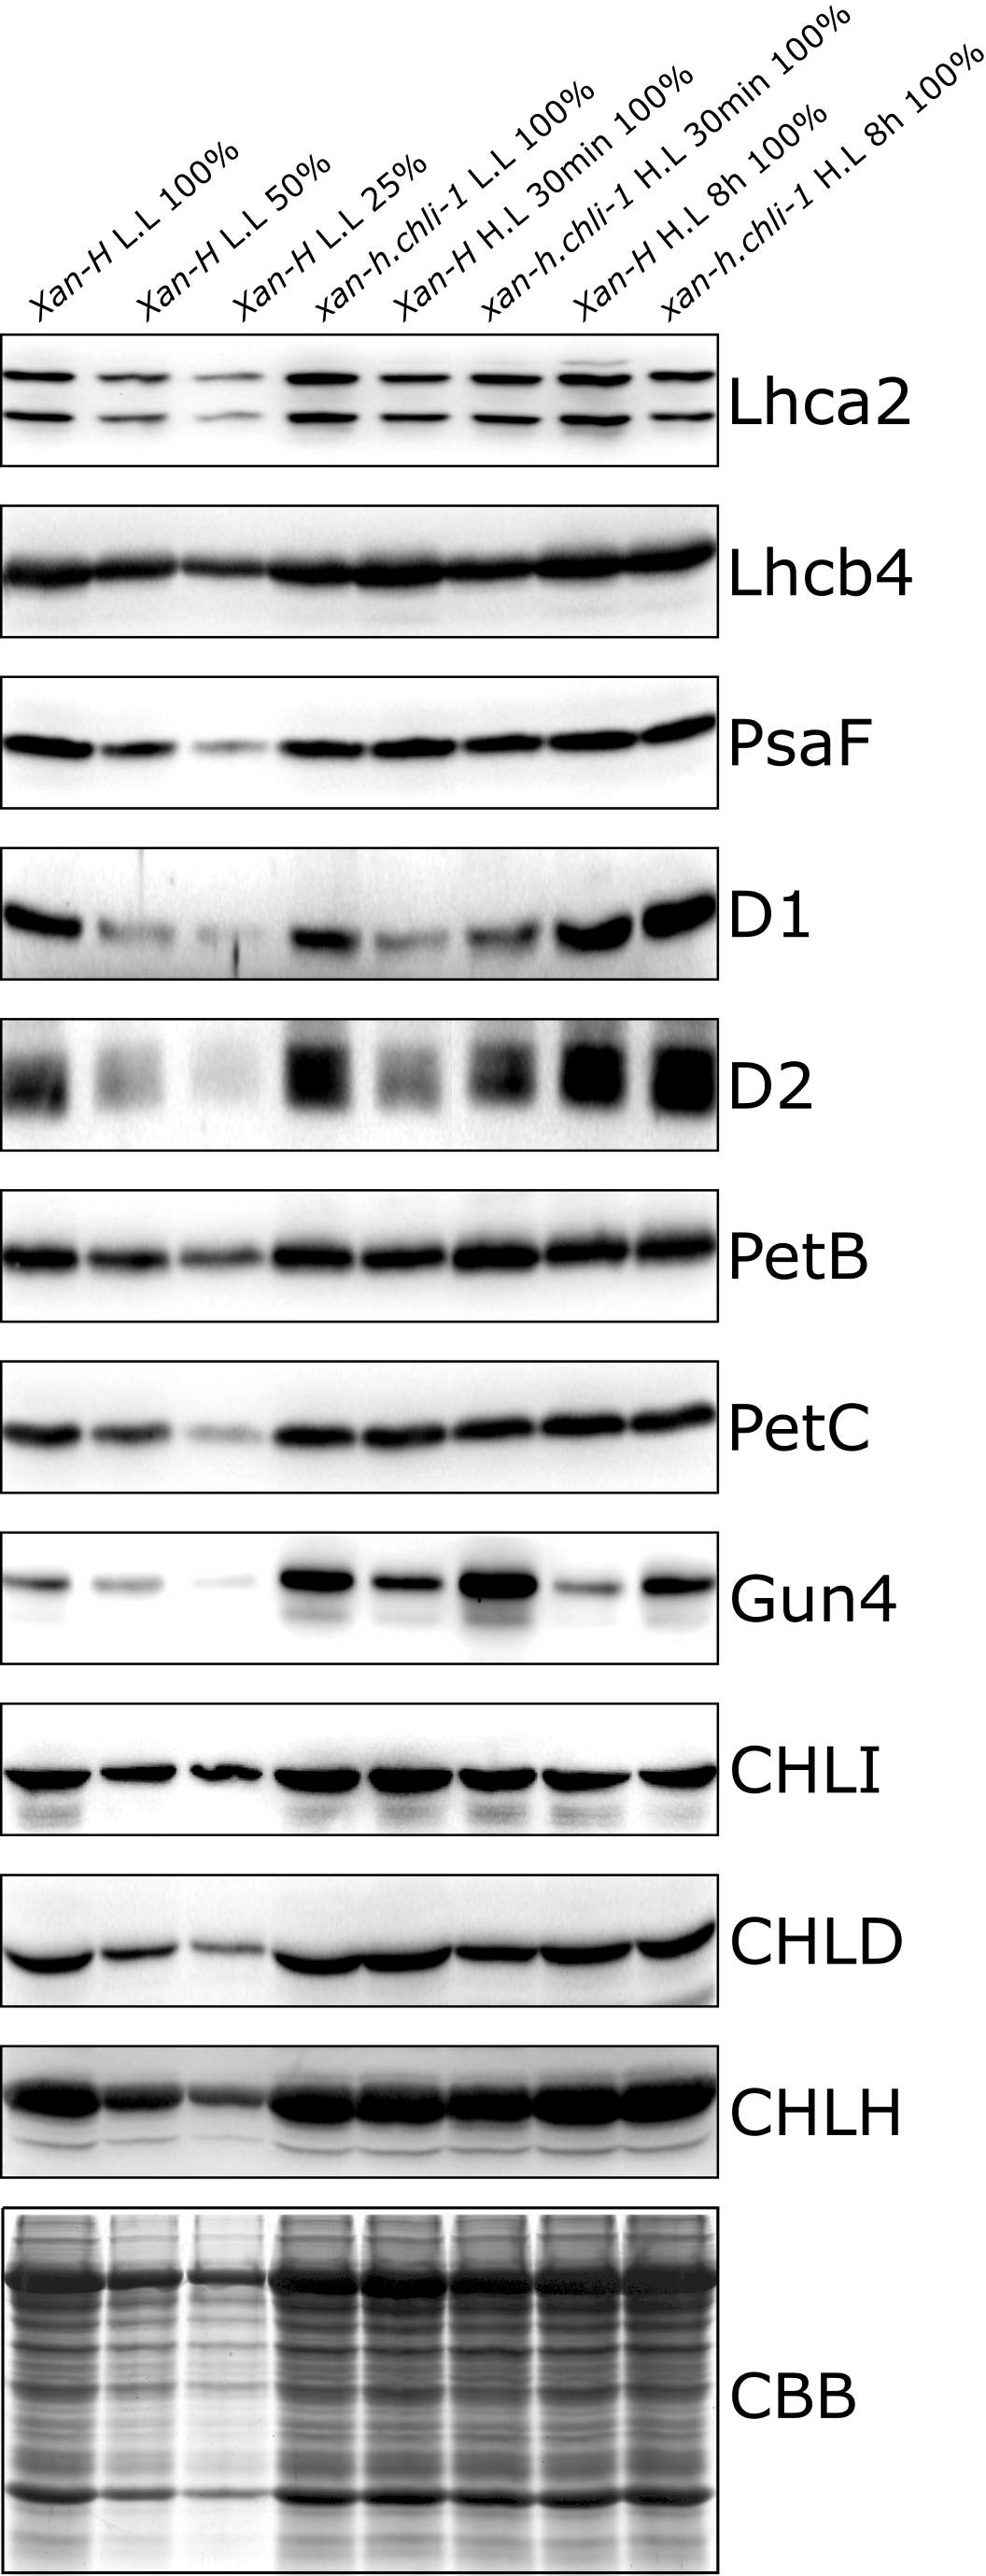 Xan-H L.L 100%
Xan-H L.L 50%
Xan-H L.L 25%
xan-h.chli-1 L.L 100%
Xan-H H.L 30min 100%
xan-h.chli-1 H.L 30min 100%
Xan-H H.L 8h 100%
xan-h.chli-1 H.L 8h 100%
Lhca2
Lhcb4
PsaF
D1
D2
PetB
PetC
Gun4
CHLI
CHLD
CHLH
CBB